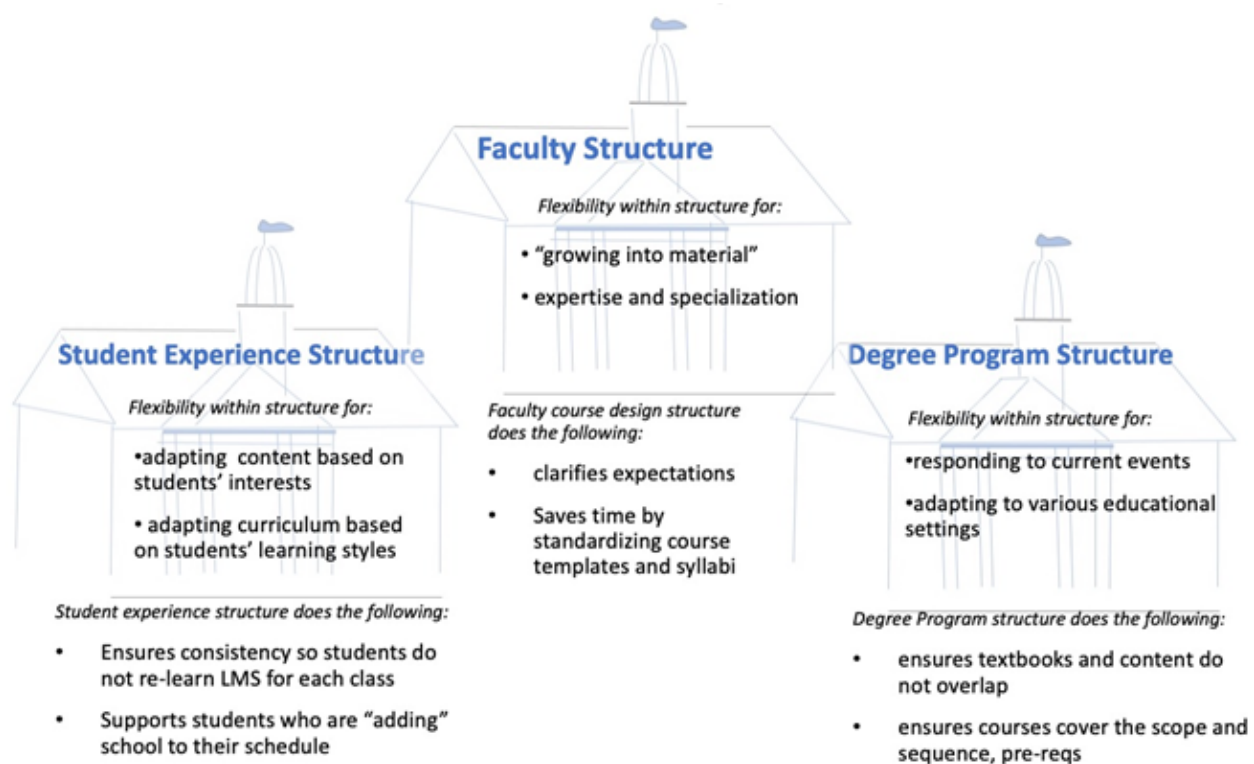 Faculty Structure
Flexibility within structure for:
• “growing into material”
• expertise and specialization
Faculty course design structure
does the following:
• clarifies expectations
• Saves time by
standardizing course
templates and syllabi
Student Experience Structure
Flexibility within structure for:
•adapting content based on
students’ interests
• adapting curriculum based
on students’ learning styles
Student experience structure does the following:
• Ensures consistency so students do
not re-learn LMS for each class
• Supports students who are “adding”
school to their schedule
Degree Program Structure
Flexibility within structure for:
•responding to current events
•adapting to various educational
settings
Degree Program structure does the following:
• ensures textbooks and content do
not overlap
• ensures courses cover the scope and
sequence, pre-reqs